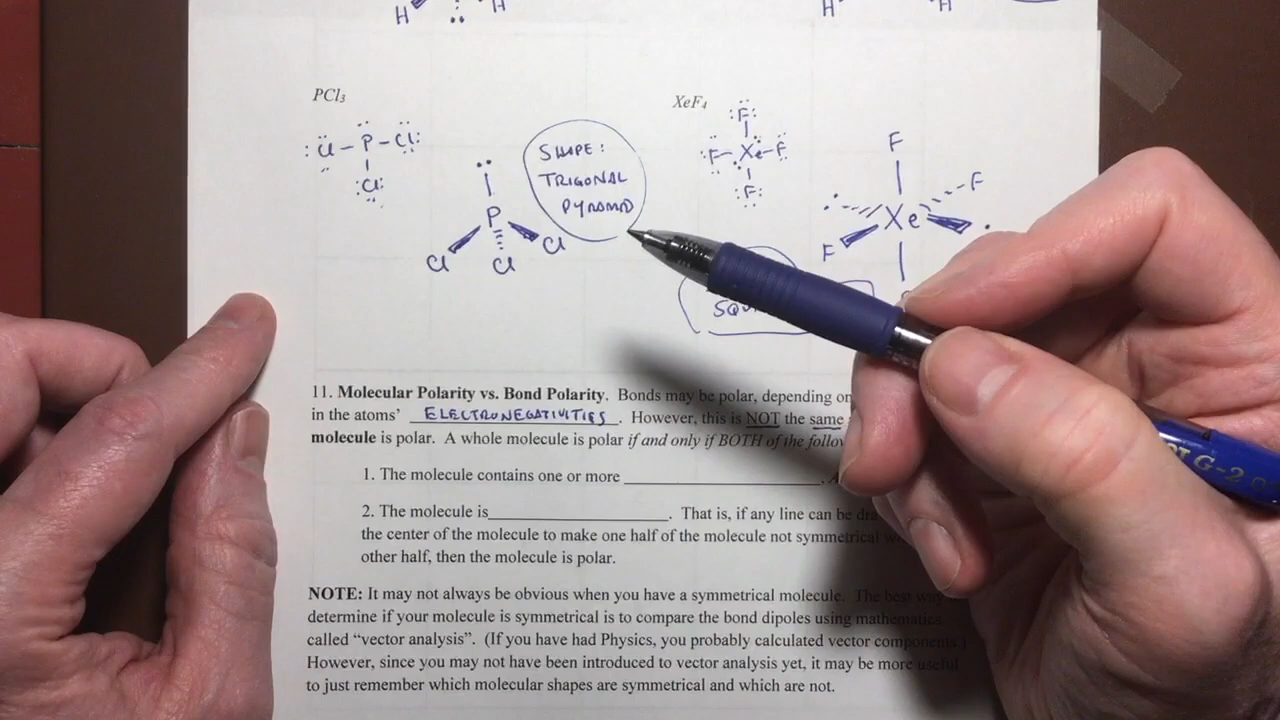 H
H
H
H
PCl3
XeF4
:Cl – P – Cl:
:Cl:
P
Cl
Cl
Cl
SHAPE:
TRIGONAL
PYRAMID
:F:
:F – Xe – F:
:F:
F
F
Xe
F
11. Molecular Polarity vs. Bond Polarity. Bonds may be polar, depending on
in the atoms' ELECTRONEGATIVITIES. However, this is NOT the same
molecule is polar. A whole molecule is polar if and only if BOTH of the
1. The molecule contains one or more ____________________.
2. The molecule is____________________. That is, if any line can be
the center of the molecule to make one half of the molecule not symmetrical
other half, then the molecule is polar.
NOTE: It may not always be obvious when you have a symmetrical molecule. The best way
determine if your molecule is symmetrical is to compare the bond dipoles using
called "vector analysis". (If you have had Physics, you probably calculated vector components.)
However, since you may not have been introduced to vector analysis yet, it may be more useful
to just remember which molecular shapes are symmetrical and which are not.
G-2